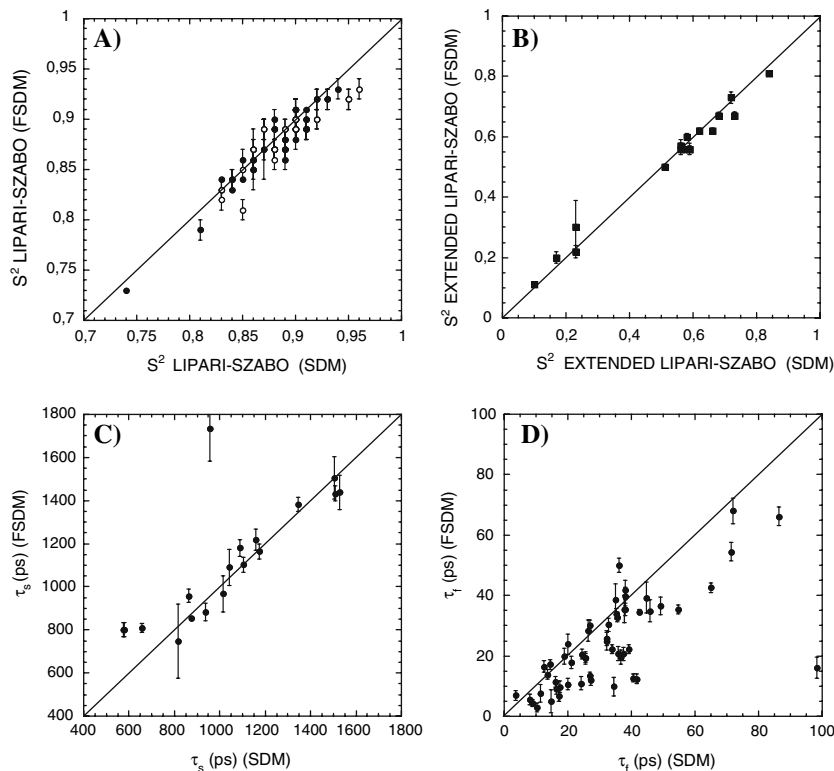 A)
S² LIPARI-SZABO (FSDM)
1
0,95
0,9
0,85
0,8
0,75
0,7
0,7 0,75 0,8 0,85 0,9 0,95 1
S² LIPARI-SZABO (SDM)
B)
S² EXTENDED LIPARI-SZABO (FSDM)
1
0,8
0,6
0,4
0,2
0
0 0,2 0,4 0,6 0,8 1
S² EXTENDED LIPARI-SZABO (SDM)
C)
τs (ps) (FSDM)
1800
1600
1400
1200
1000
800
600
400
400 600 800 1000 1200 1400 1600 1800
τs (ps) (SDM)
D)
τf (ps) (FSDM)
100
80
60
40
20
0
0 20 40 60 80 100
τf (ps) (SDM)